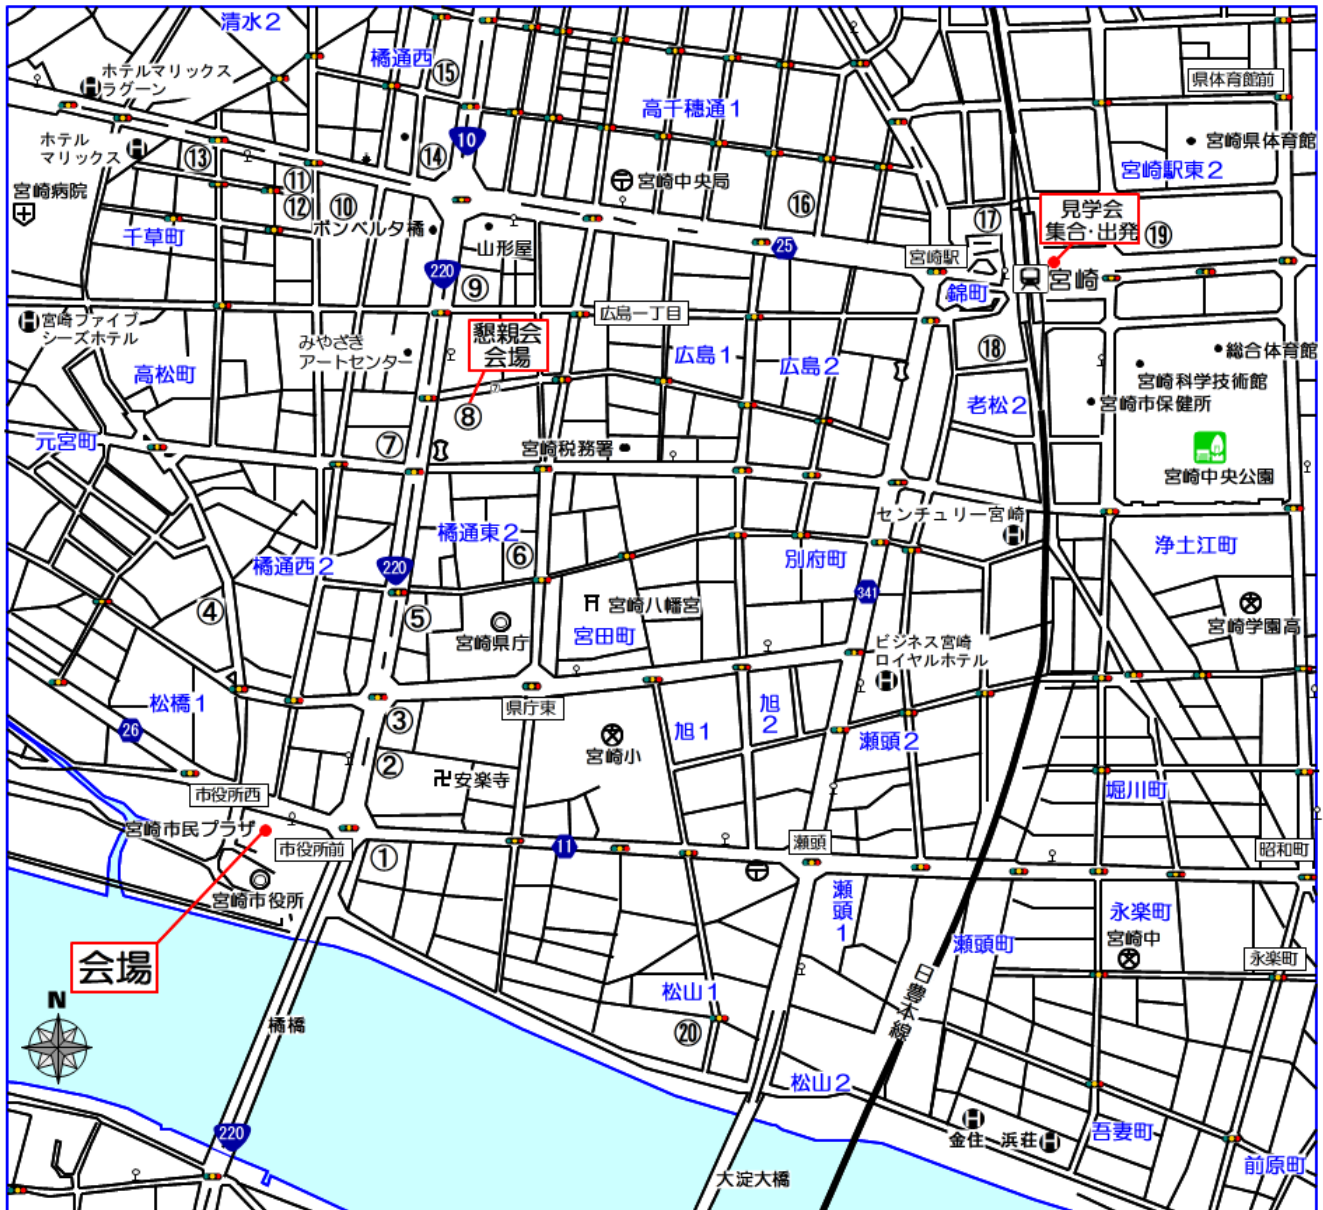 清水2
橘通西
⑮
ホテルマリックス
ラグーン
高千穂通1
県体育館前
ホテル
マリックス
⑬
⑭
10
宮崎県体育館
宮崎駅東2
宮崎病院
⑪
⑫
⑩
宮崎中央局
⑯
⑰
見学会
集合・出発
⑲
千草町
ボンベルタ橘
山形屋
25
宮崎駅
220
⑨
宮崎
錦町
宮崎ファイブ
シーズホテル
みやざき
アートセンター
懇親会
会場
広島一丁目
広島1
広島2
⑱
総合体育館
宮崎科学技術館
宮崎市保健所
高松町
⑦
⑧
老松2
元宮町
⑦
宮崎税務署
宮崎中央公園
橘通東2
⑥
センチュリー宮崎
浄土江町
橘通西2
220
別府町
341
④
⑤
宮崎県庁
宮崎八幡宮
宮田町
ビジネス宮崎
ロイヤルホテル
宮崎学園高
松橋1
26
③
県庁東
旭1
旭2
瀬頭2
②
安楽寺
宮崎小
堀川町
市役所西
宮崎市民プラザ
市役所前
①
11
瀬頭
昭和町
宮崎市役所
瀬頭1
永楽町
宮崎中
瀬頭町
永楽町
会場
N
橘橋
松山1
⑳
日豊本線
松山2
220
金住
浜荘
吾妻町
前原町
大淀大橋